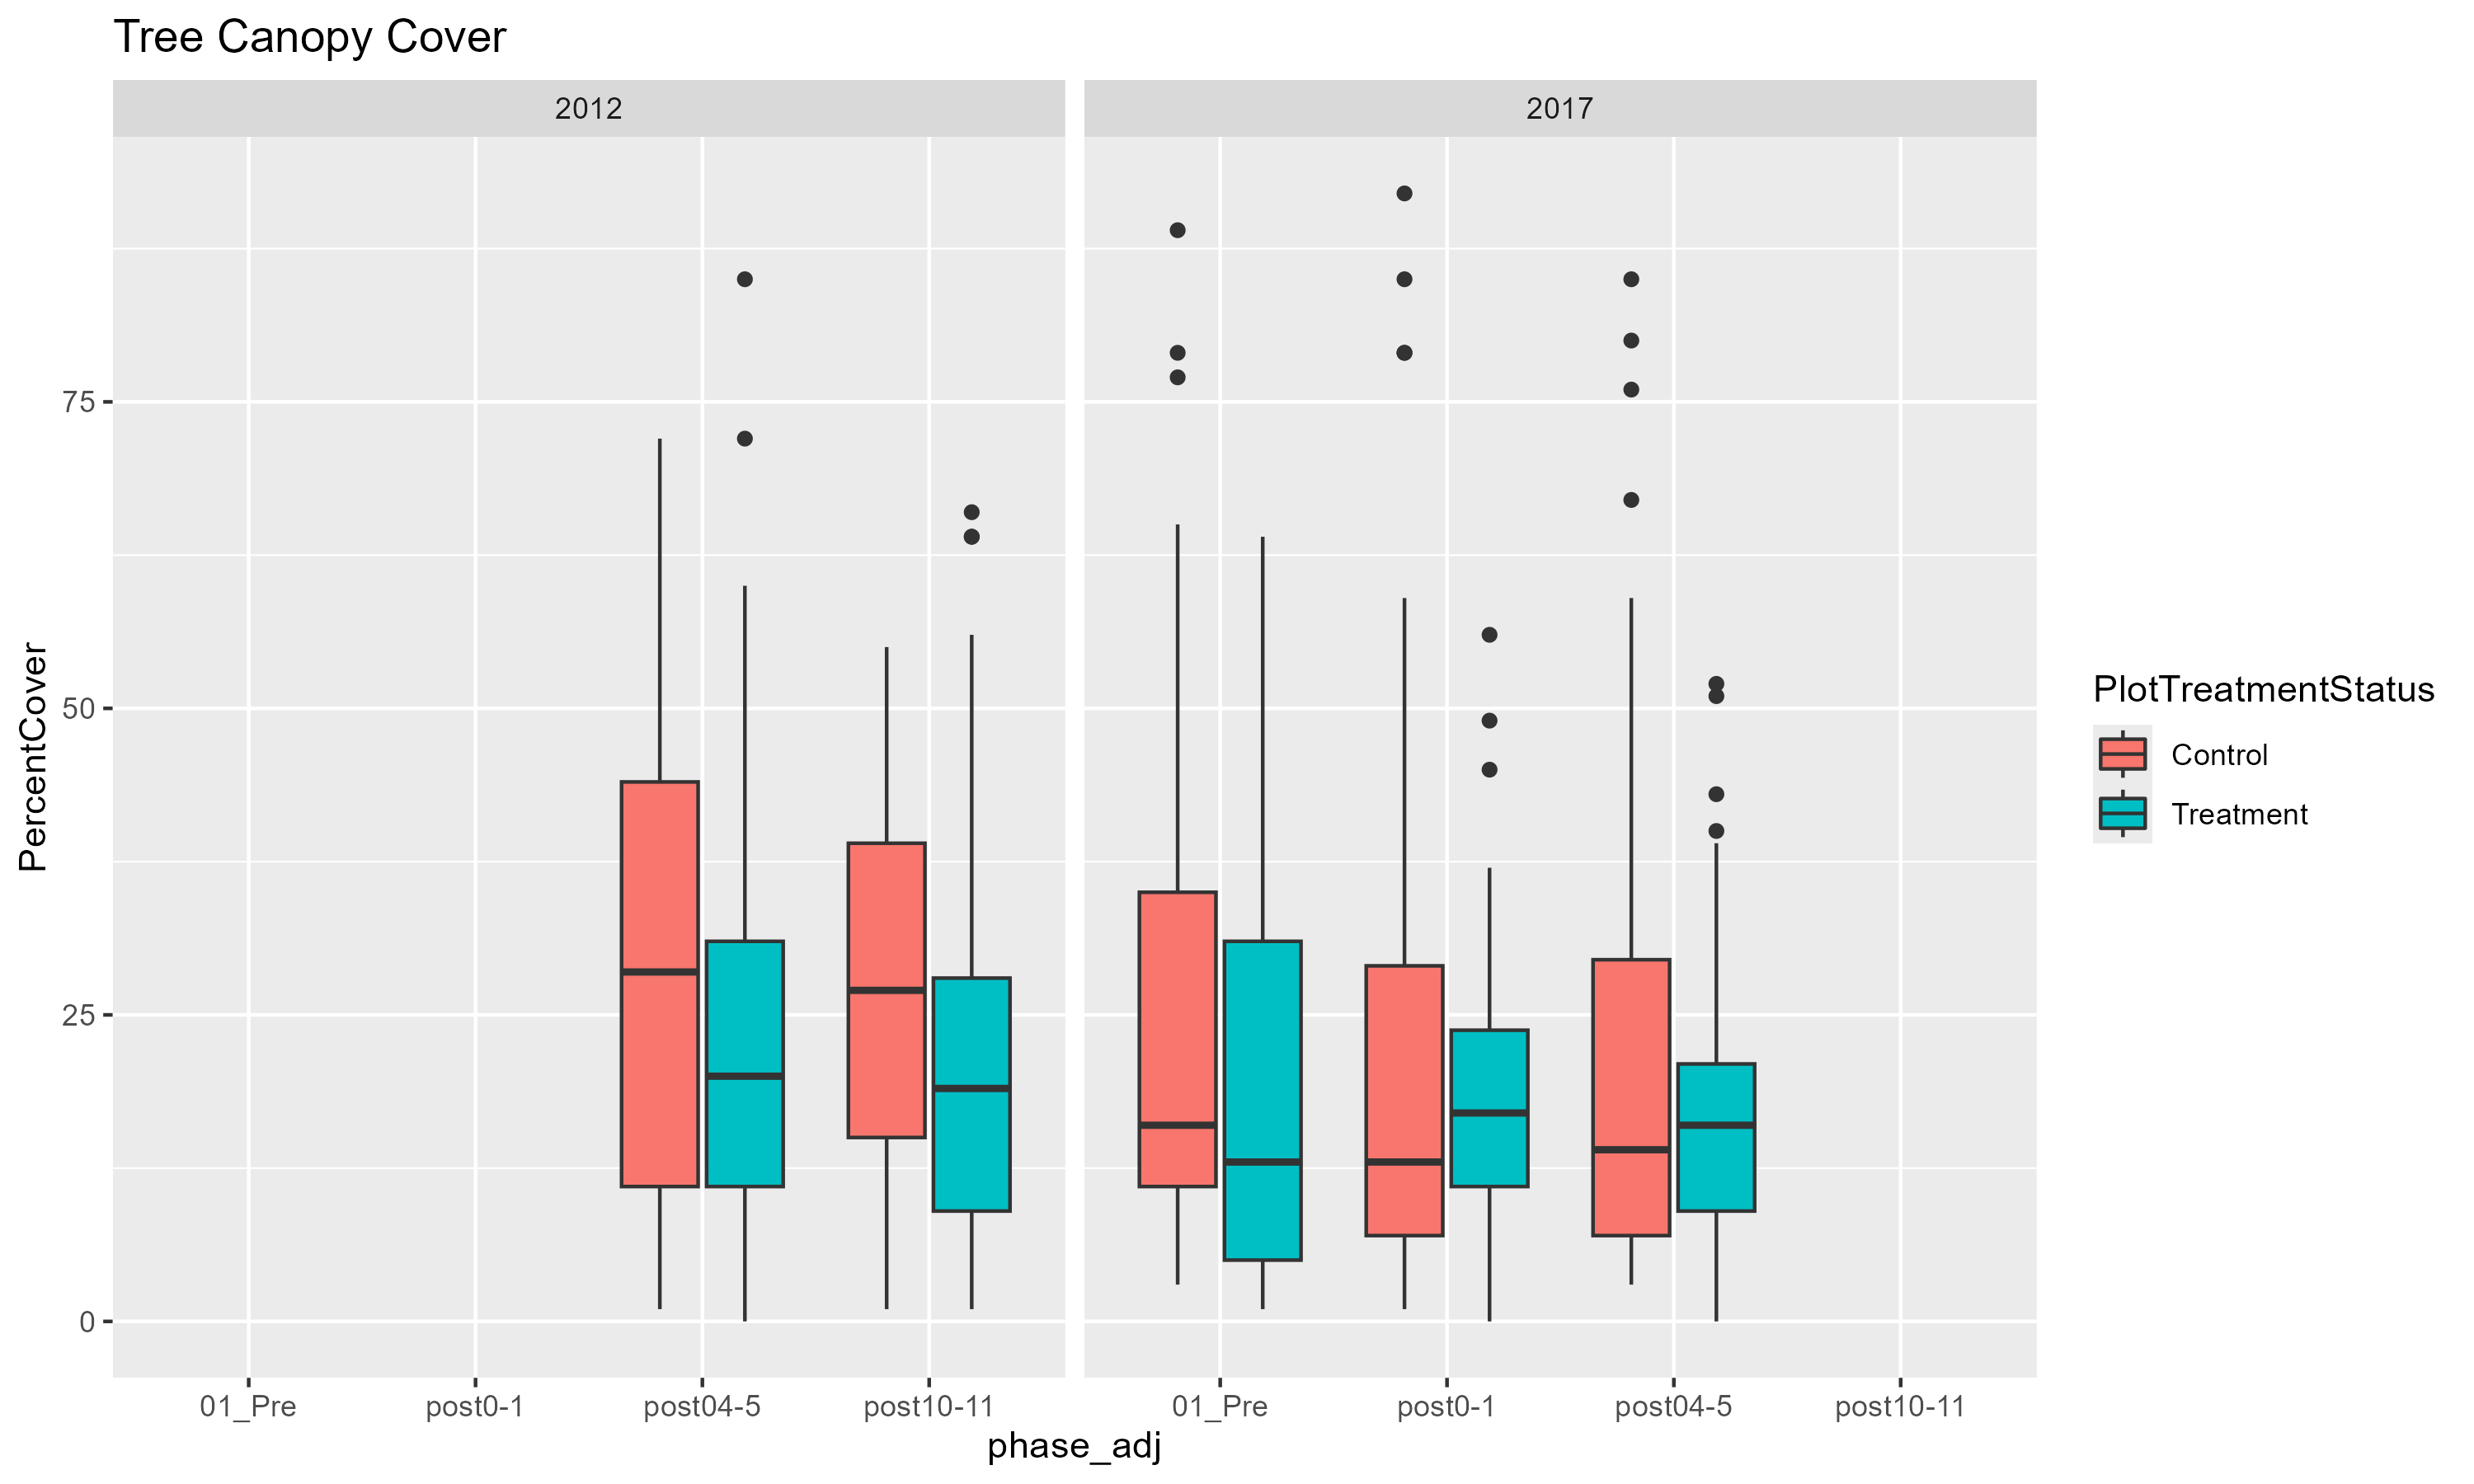 Tree Canopy Cover
2012
2017
75
50
25
0
PercentCover
01_Pre
post0-1
post04-5
post10-11
01_Pre
post0-1
post04-5
post10-11
phase_adj
PlotTreatmentStatus
Control
Treatment